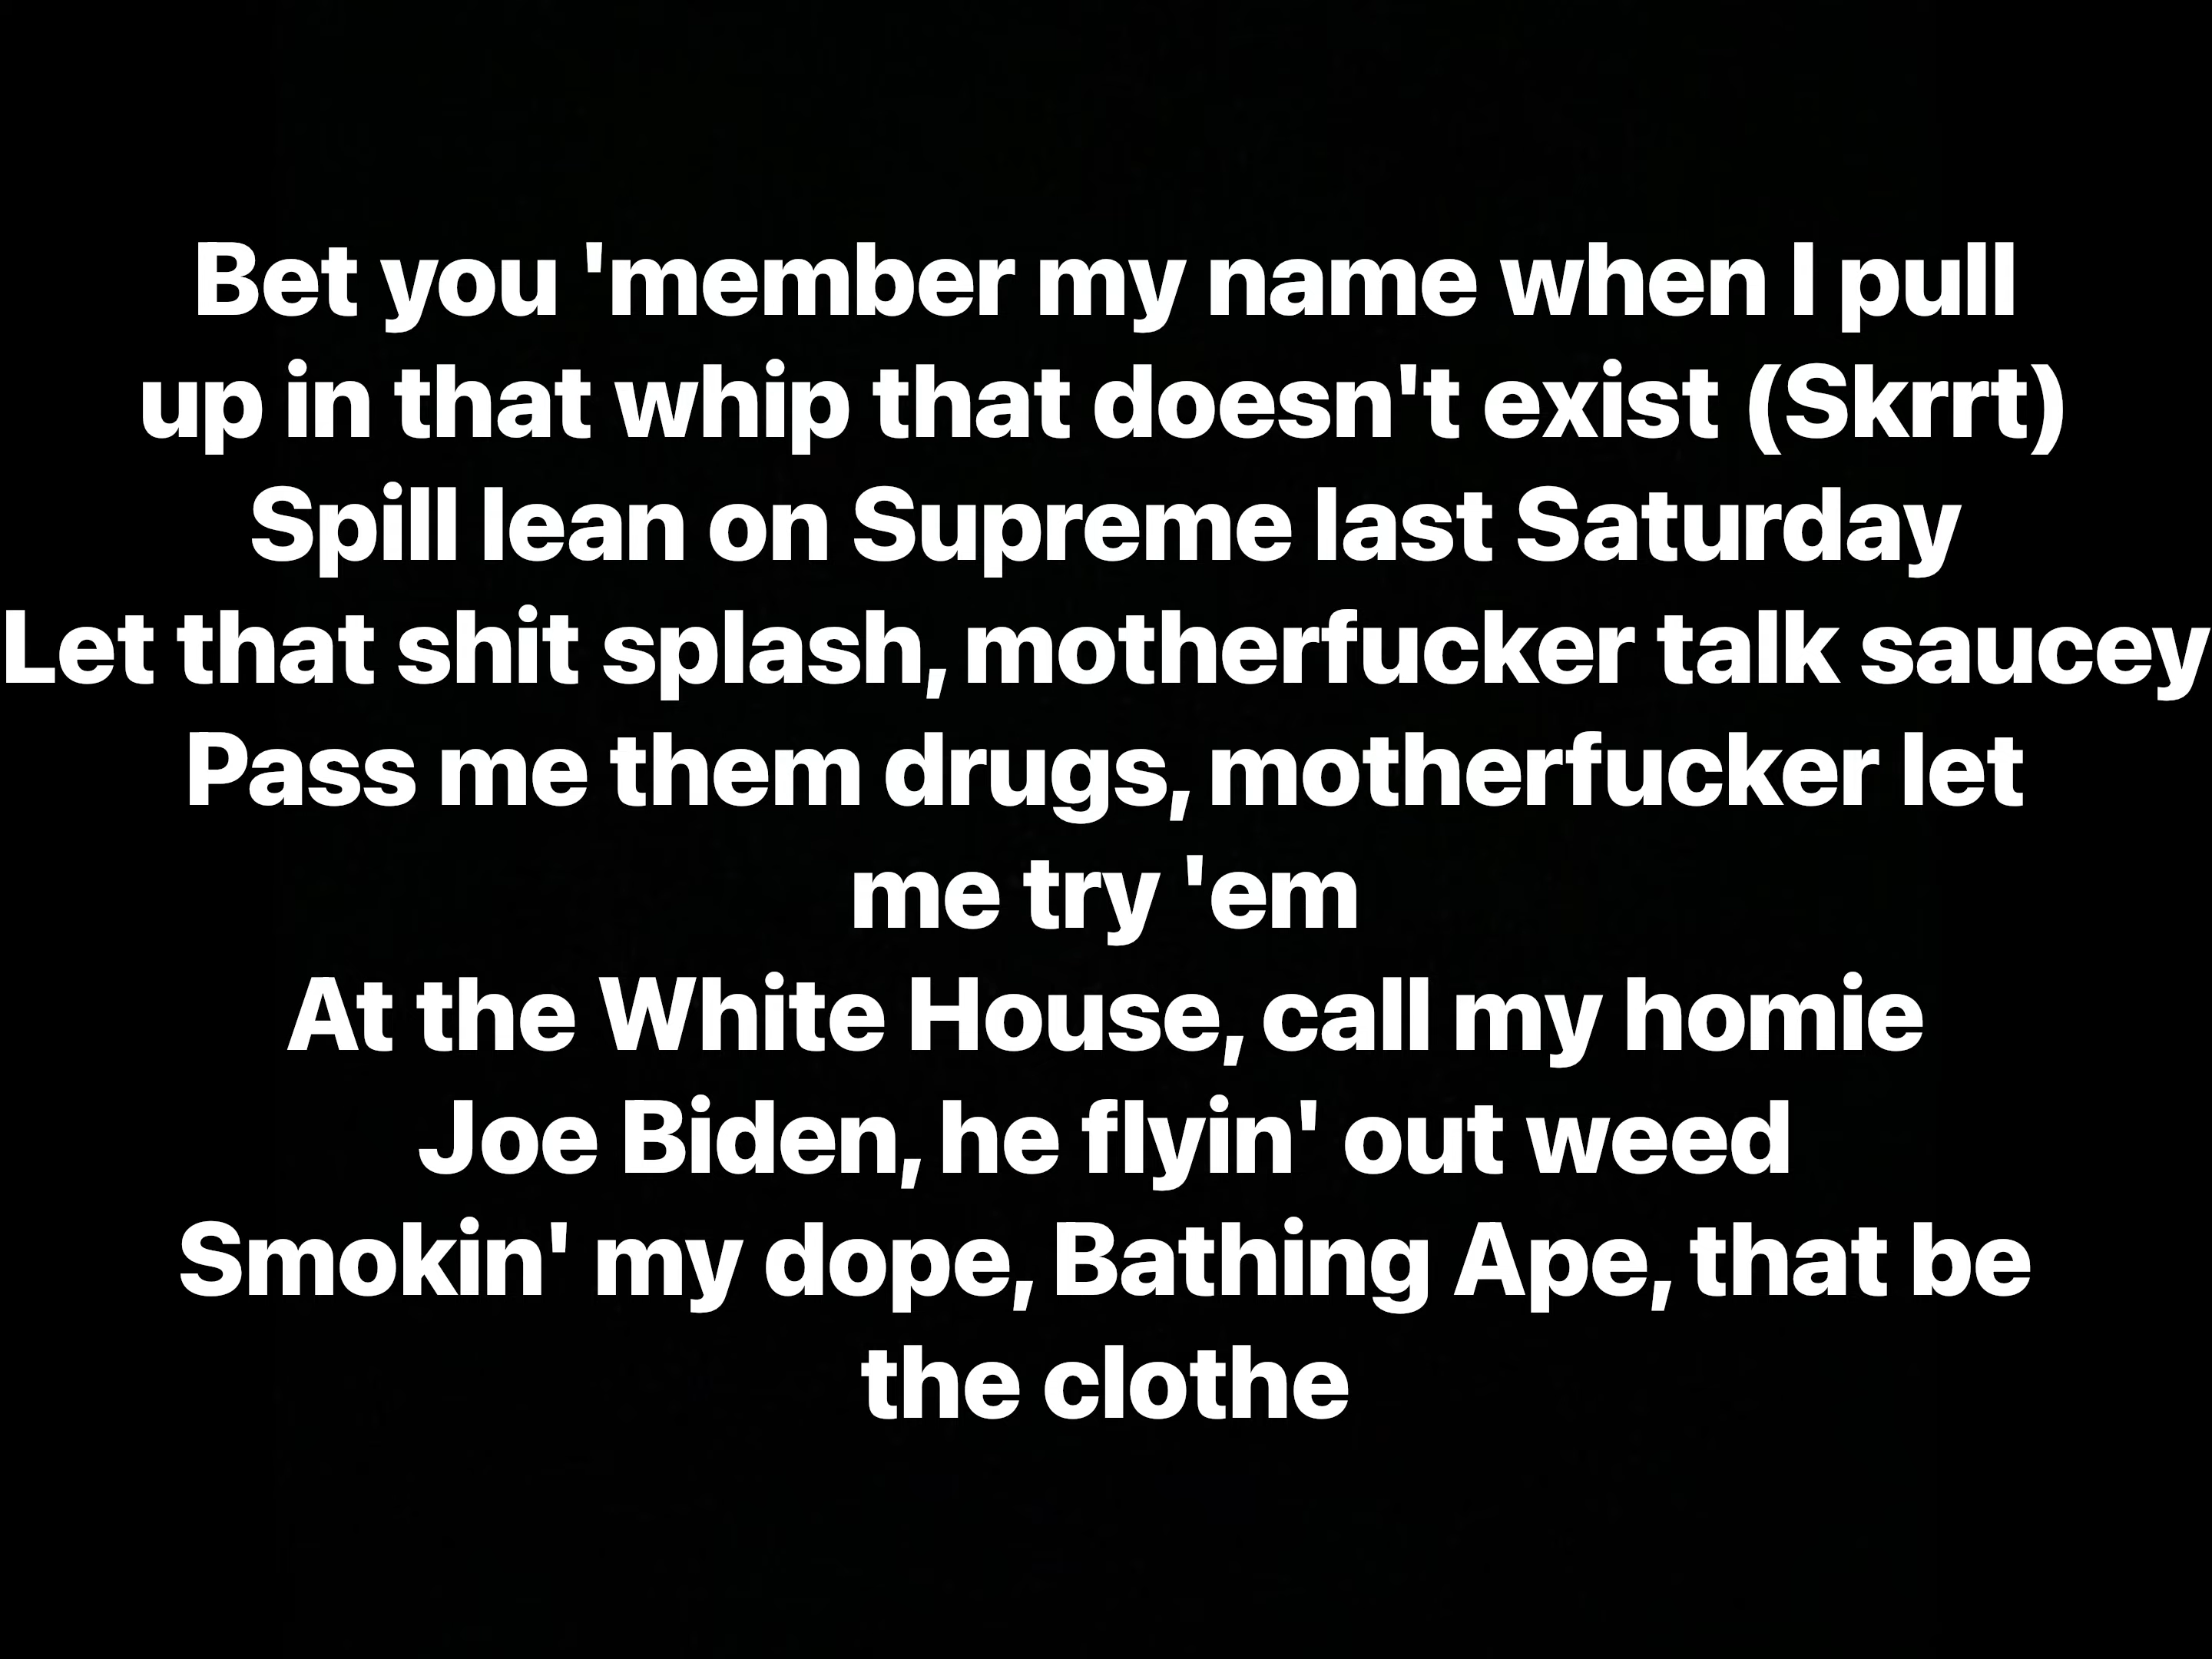 Bet you 'member my name when I pull
up in that whip that doesn't exist (Skrrt)
Spill lean on Supreme last Saturday
Let that shit splash, motherfucker talk saucey
Pass me them drugs, motherfucker let
me try 'em
At the White House, call my homie
Joe Biden, he flyin' out weed
Smokin' my dope, Bathing Ape, that be
the clothe